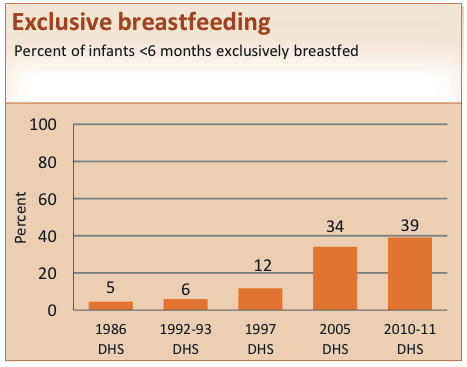 Exclusive breastfeeding
Percent of infants <6 months exclusively breastfed
100
80
60
40
20
0
Percent
5
6
12
34
39
1986
DHS
1992-93
DHS
1997
DHS
2005
DHS
2010-11
DHS